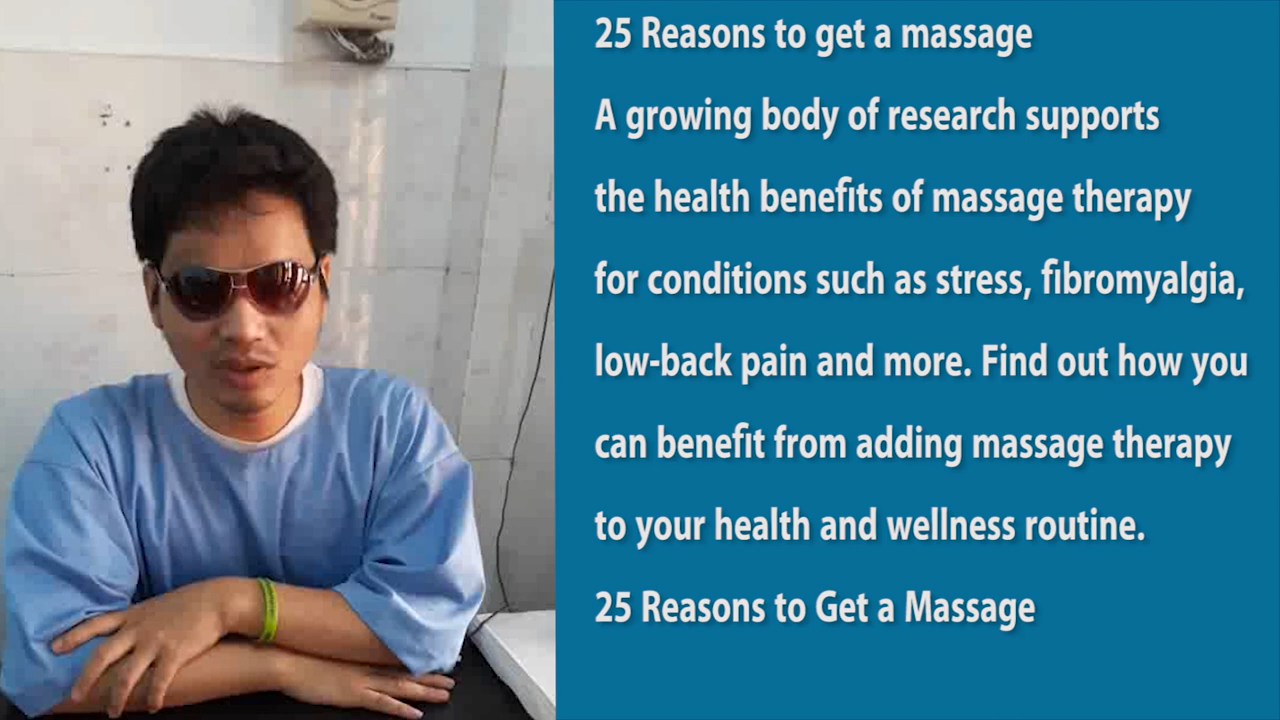 25 Reasons to get a massage
A growing body of research supports
the health benefits of massage therapy
for conditions such as stress, fibromyalgia,
low-back pain and more. Find out how you
can benefit from adding massage therapy
to your health and wellness routine.
25 Reasons to Get a Massage